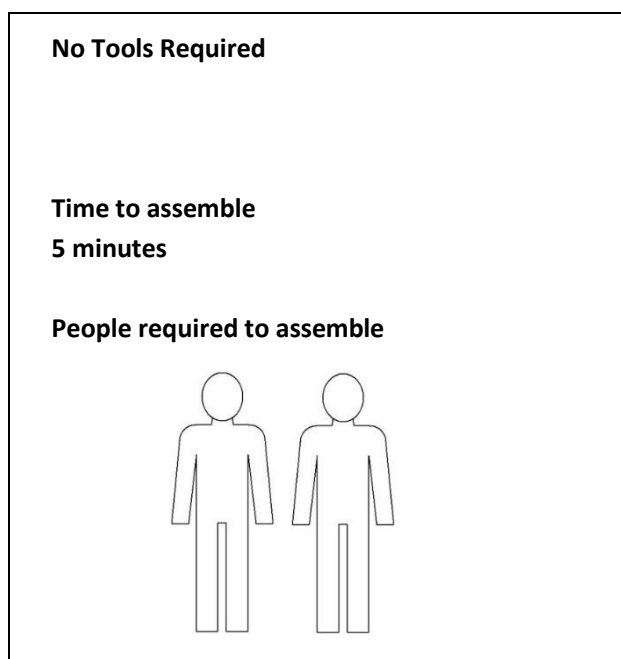 No Tools Required
Time to assemble
5 minutes
People required to assemble